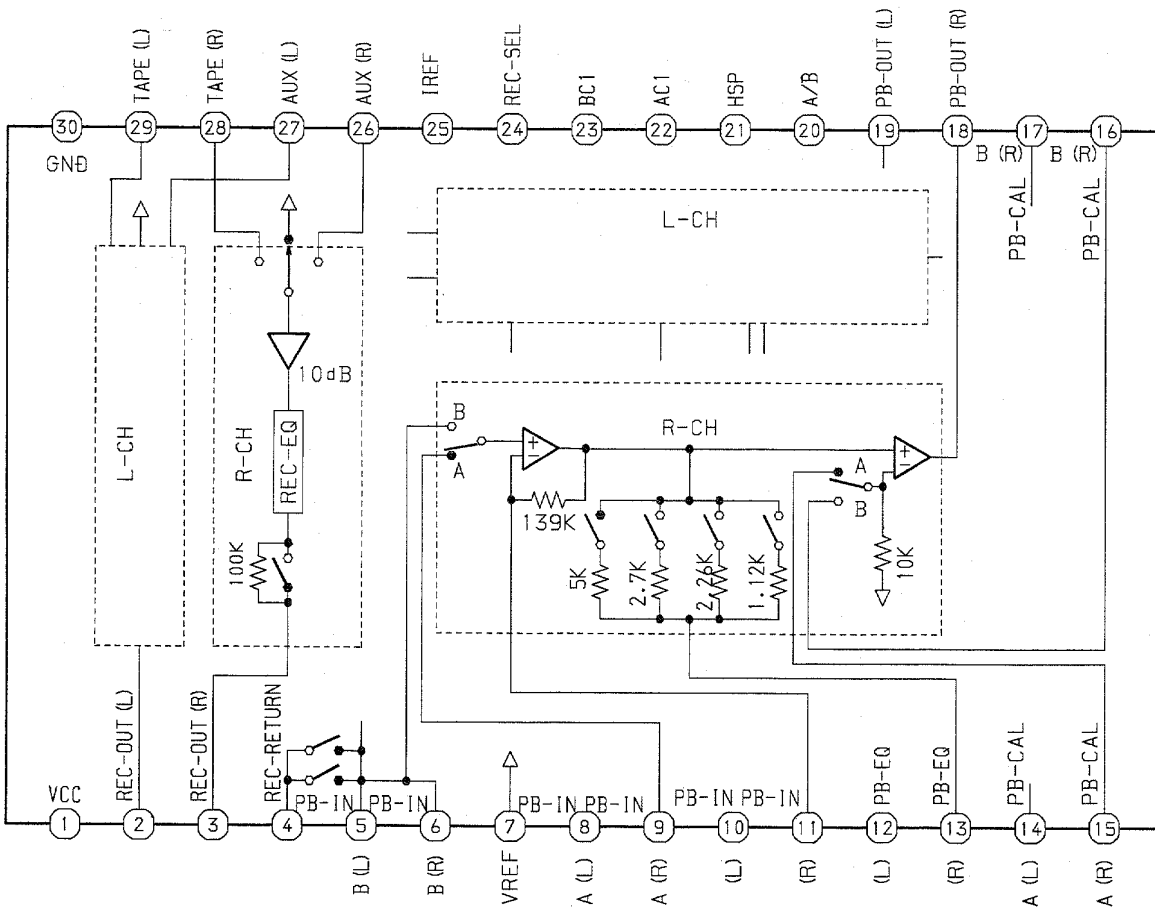 TAPE (L)
TAPE (R)
AUX (L)
AUX (R)
IREF
REC-SEL
BC1
AC1
HSP
A/B
PB-OUT (L)
PB-OUT (R)
30
29
28
27
26
25
24
23
22
21
20
19
18
17
16
GND
B (R)
B (R)
PB-CAL
PB-CAL
L-CH
10dB
B
R-CH
L-CH
R-CH
REC-EQ
A
A
B
139K
100K
5K
2.7K
2.26K
1.12K
10K
REC-OUT (L)
REC-OUT (R)
REC-RETURN
VCC
PB-IN
PB-IN
PB-IN
PB-IN
PB-IN
PB-IN
PB-EQ
PB-EQ
PB-CAL
PB-CAL
1
2
3
4
5
6
7
8
9
10
11
12
13
14
15
B (L)
B (R)
VREF
A (L)
A (R)
(L)
(R)
(L)
(R)
A (L)
A (R)